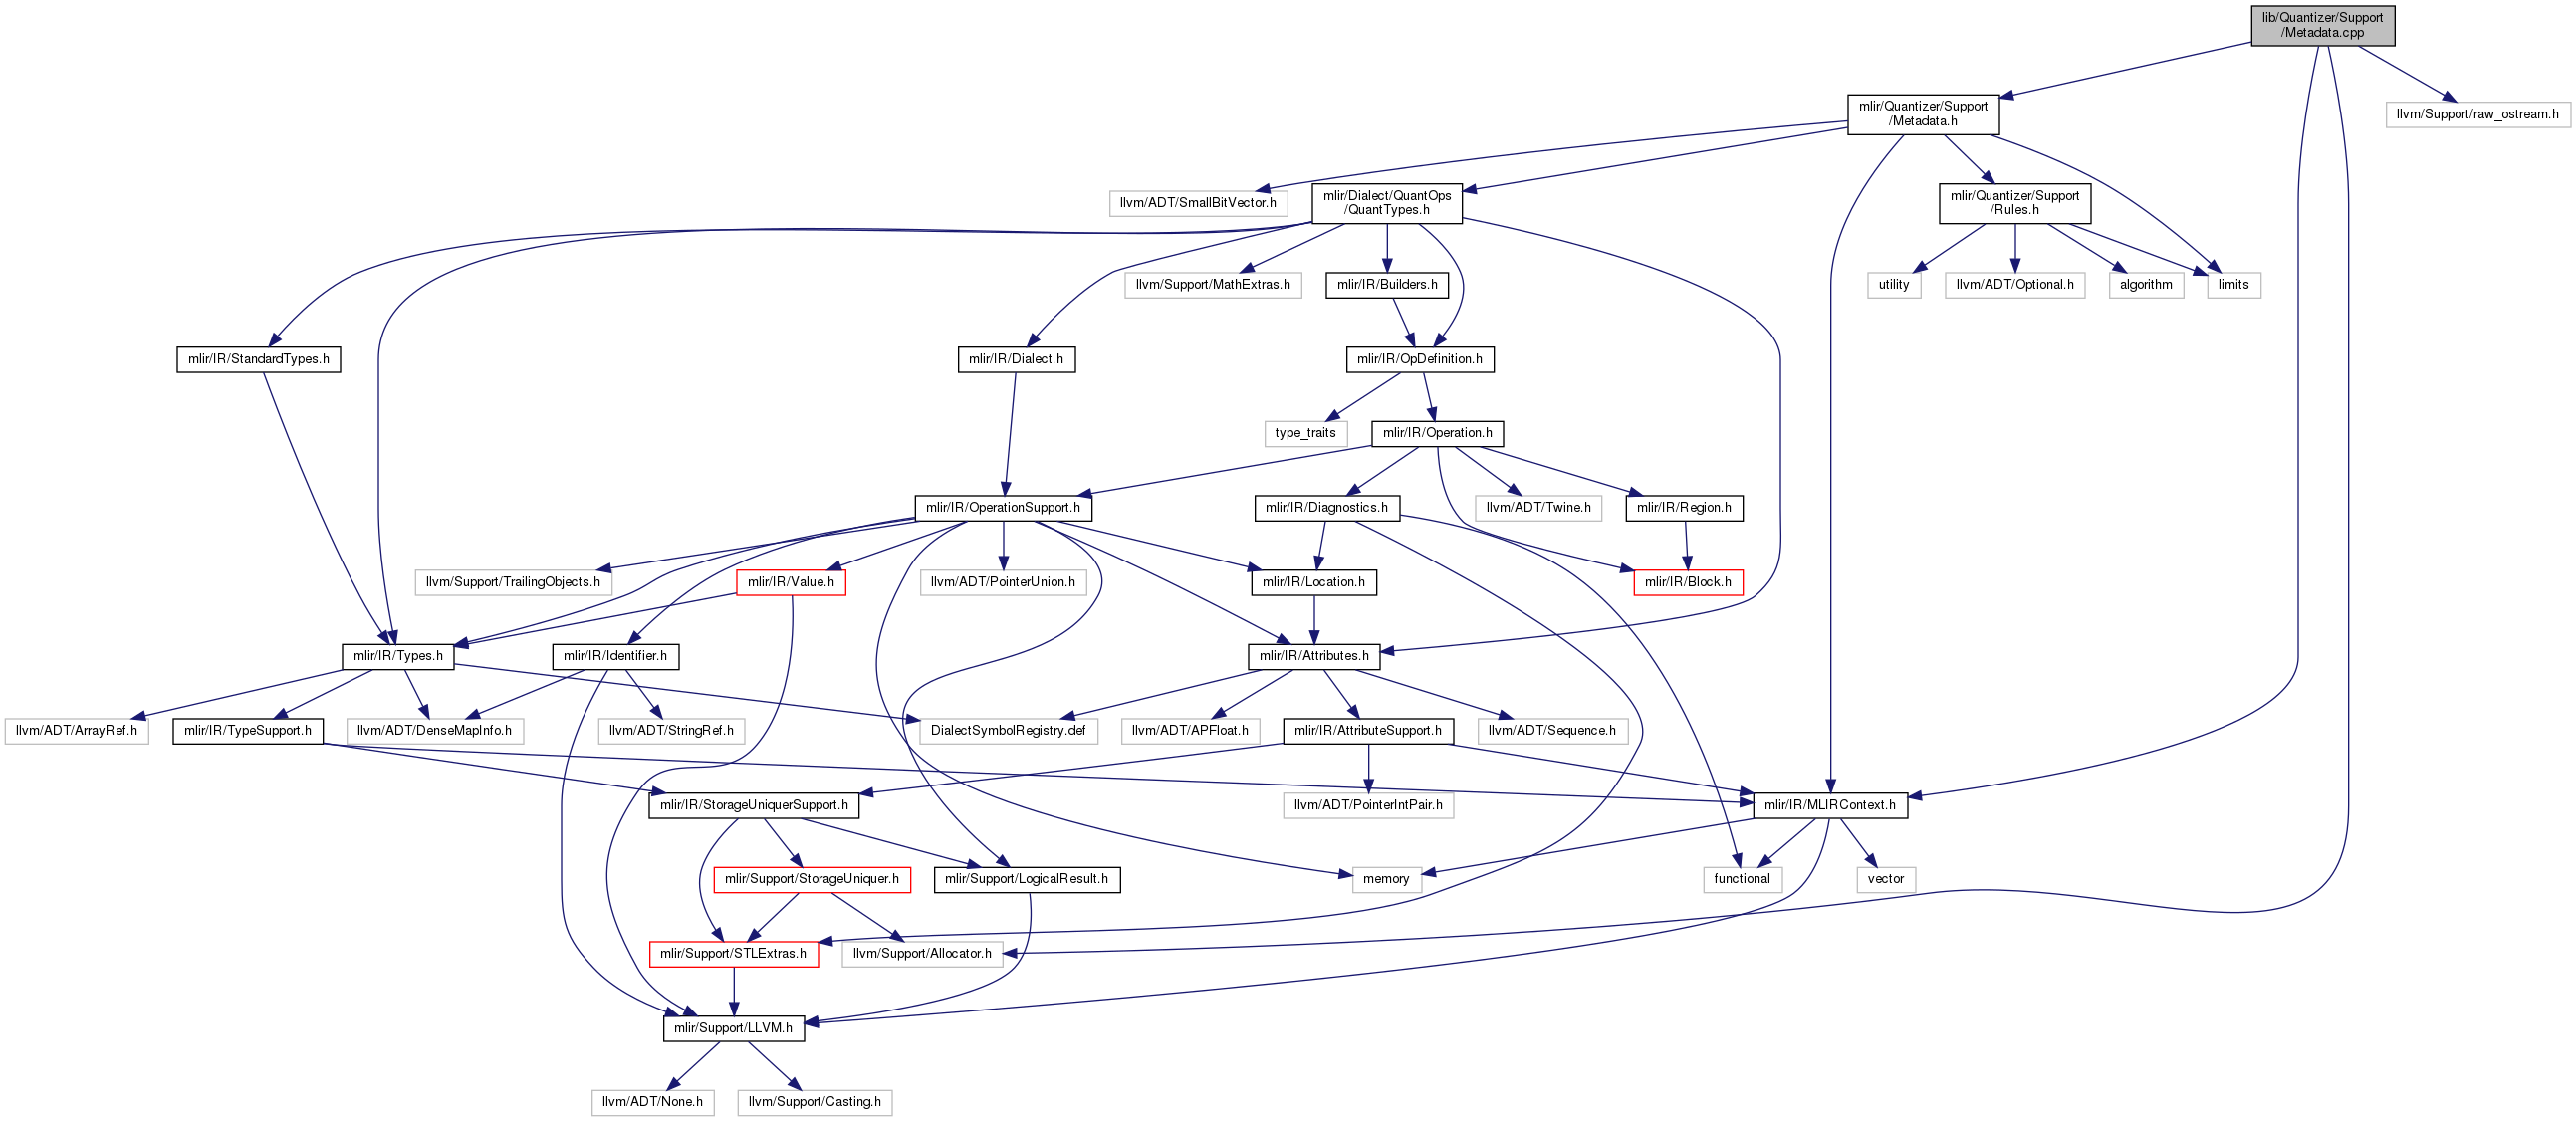 lib/Quantizer/Support
/Metadata.cpp
mlir/Quantizer/Support
/Metadata.h
llvm/Support/raw_ostream.h
llvm/ADT/SmallBitVector.h
mlir/Dialect/QuantOps
/QuantTypes.h
mlir/Quantizer/Support
/Rules.h
llvm/Support/MathExtras.h
mlir/IR/Builders.h
utility
llvm/ADT/Optional.h
algorithm
limits
mlir/IR/StandardTypes.h
mlir/IR/Dialect.h
mlir/IR/OpDefinition.h
type_traits
mlir/IR/Operation.h
mlir/IR/OperationSupport.h
mlir/IR/Diagnostics.h
llvm/ADT/Twine.h
mlir/IR/Region.h
llvm/Support/TrailingObjects.h
mlir/IR/Value.h
llvm/ADT/PointerUnion.h
mlir/IR/Location.h
mlir/IR/Block.h
mlir/IR/Types.h
mlir/IR/Identifier.h
mlir/IR/Attributes.h
llvm/ADT/ArrayRef.h
mlir/IR/TypeSupport.h
llvm/ADT/DenseMapInfo.h
llvm/ADT/StringRef.h
DialectSymbolRegistry.def
llvm/ADT/APFloat.h
mlir/IR/AttributeSupport.h
llvm/ADT/Sequence.h
mlir/IR/StorageUniquerSupport.h
llvm/ADT/PointerIntPair.h
mlir/IR/MLIRContext.h
mlir/Support/StorageUniquer.h
mlir/Support/LogicalResult.h
memory
functional
vector
mlir/Support/STLExtras.h
llvm/Support/Allocator.h
mlir/Support/LLVM.h
llvm/ADT/None.h
llvm/Support/Casting.h